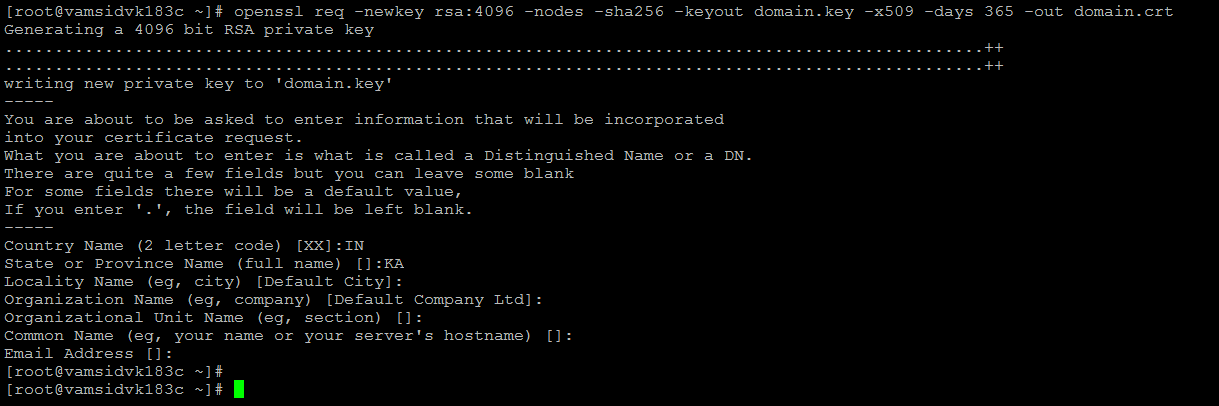 [root@vamsidvk183c ~]# openssl req -newkey rsa:4096 -nodes -sha256 -keyout domain.key -x509 -days 365 -out domain.crt
Generating a 4096 bit RSA private key
..................................................................................................++
..................................................................................................++
writing new private key to 'domain.key'
-----
You are about to be asked to enter information that will be incorporated
into your certificate request.
What you are about to enter is what is called a Distinguished Name or a DN.
There are quite a few fields but you can leave some blank
For some fields there will be a default value,
If you enter '.', the field will be left blank.
-----
Country Name (2 letter code) [XX]:IN
State or Province Name (full name) []:KA
Locality Name (eg, city) [Default City]:
Organization Name (eg, company) [Default Company Ltd]:
Organizational Unit Name (eg, section) []:
Common Name (eg, your name or your server's hostname) []:
Email Address []:
[root@vamsidvk183c ~]#
[root@vamsidvk183c ~]#